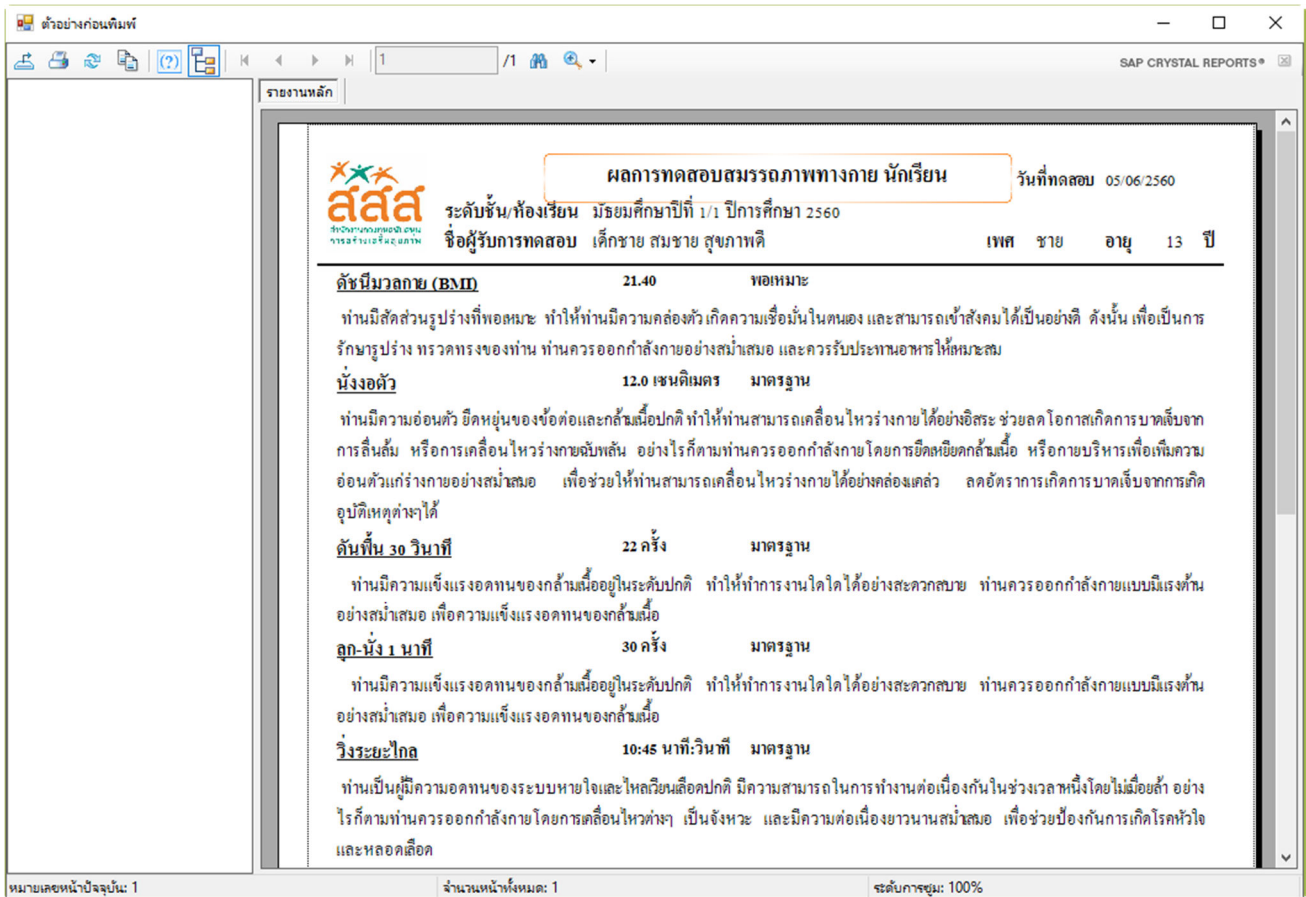 ตัวอย่างก่อนพิมพ์
1 /1 SAP CRYSTAL REPORTS®
รายงานหลัก
ผลการทดสอบสมรรถภาพทางกาย นักเรียน วันที่ทดสอบ 05/06/2560
สสส
สำนักงานกองทุนสนับสนุน
การสร้างเสริมสุขภาพ
ระดับชั้น/ห้องเรียน มัธยมศึกษาปีที่ 1/1 ปีการศึกษา 2560
ชื่อผู้รับการทดสอบ เด็กชาย สมชาย สุขภาพดี เพศ ชาย อายุ 13 ปี
ดัชนีมวลกาย (BMI) 21.40 พอเหมาะ
ท่านมีสัดส่วนรูปร่างที่พอเหมาะ ทำให้ท่านมีความคล่องตัว เกิดความเชื่อมั่นในตนเอง และสามารถเข้าสังคมได้เป็นอย่างดี ดังนั้น เพื่อเป็นการ
รักษารูปร่าง ทรวดทรงของท่าน ท่านควรออกกำลังกายอย่างสม่ำเสมอ และควรรับประทานอาหารให้เหมาะสม
นั่งงอตัว 12.0 เซนติเมตร มาตรฐาน
ท่านมีความอ่อนตัว ยืดหยุ่นของข้อต่อและกล้ามเนื้อปกติ ทำให้ท่านสามารถเคลื่อนไหวร่างกายได้อย่างอิสระ ช่วยลดโอกาสเกิดการบาดเจ็บจาก
การลื่นล้ม หรือการเคลื่อนไหวร่างกายฉับพลัน อย่างไรก็ตามท่านควรออกกำลังกายโดยการยืดเหยียดกล้ามเนื้อ หรือกายบริหารเพื่อเพิ่มความ
อ่อนตัวแก่ร่างกายอย่างสม่ำเสมอ เพื่อช่วยให้ท่านสามารถเคลื่อนไหวร่างกายได้อย่างคล่องแคล่ว ลดอัตราการเกิดการบาดเจ็บจากการเกิด
อุบัติเหตุต่างๆได้
ดันพื้น 30 วินาที 22 ครั้ง มาตรฐาน
ท่านมีความแข็งแรงอดทนของกล้ามเนื้ออยู่ในระดับปกติ ทำให้ทำการงานใดใดได้อย่างสะดวกสบาย ท่านควรออกกำลังกายแบบมีแรงต้าน
อย่างสม่ำเสมอ เพื่อความแข็งแรงอดทนของกล้ามเนื้อ
ลุก-นั่ง 1 นาที 30 ครั้ง มาตรฐาน
ท่านมีความแข็งแรงอดทนของกล้ามเนื้ออยู่ในระดับปกติ ทำให้ทำการงานใดใดได้อย่างสะดวกสบาย ท่านควรออกกำลังกายแบบมีแรงต้าน
อย่างสม่ำเสมอ เพื่อความแข็งแรงอดทนของกล้ามเนื้อ
วิ่งระยะไกล 10:45 นาที:วินาที มาตรฐาน
ท่านเป็นผู้มีความอดทนของระบบหายใจและไหลเวียนเลือดปกติ มีความสามารถในการทำงานต่อเนื่องกันในช่วงเวลาหนึ่งโดยไม่เมื่อยล้า อย่าง
ไรก็ตามท่านควรออกกำลังกายโดยการเคลื่อนไหวต่างๆ เป็นจังหวะ และมีความต่อเนื่องยาวนานสม่ำเสมอ เพื่อช่วยป้องกันการเกิดโรคหัวใจ
และหลอดเลือด
หมายเลขหน้าปัจจุบัน: 1 จำนวนหน้าทั้งหมด: 1 ระดับการซูม: 100%